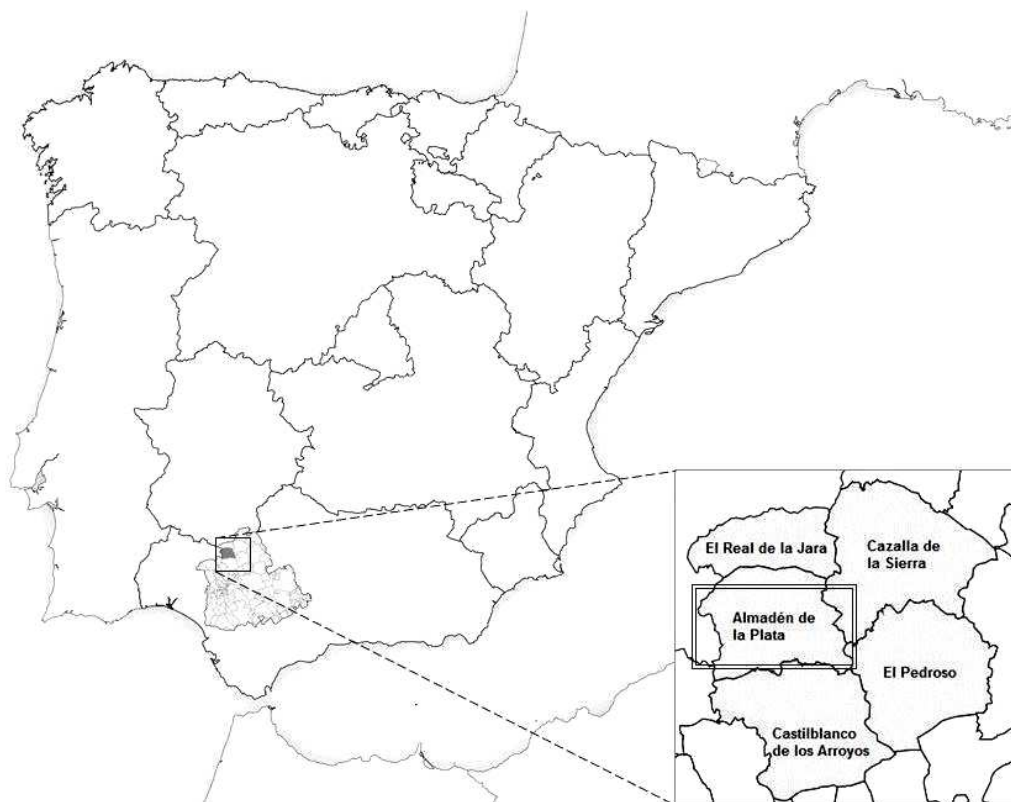 El Real de la Jara
Cazalla de
la Sierra
Almadén de
la Plata
El Pedroso
Castilblanco
de los Arroyos